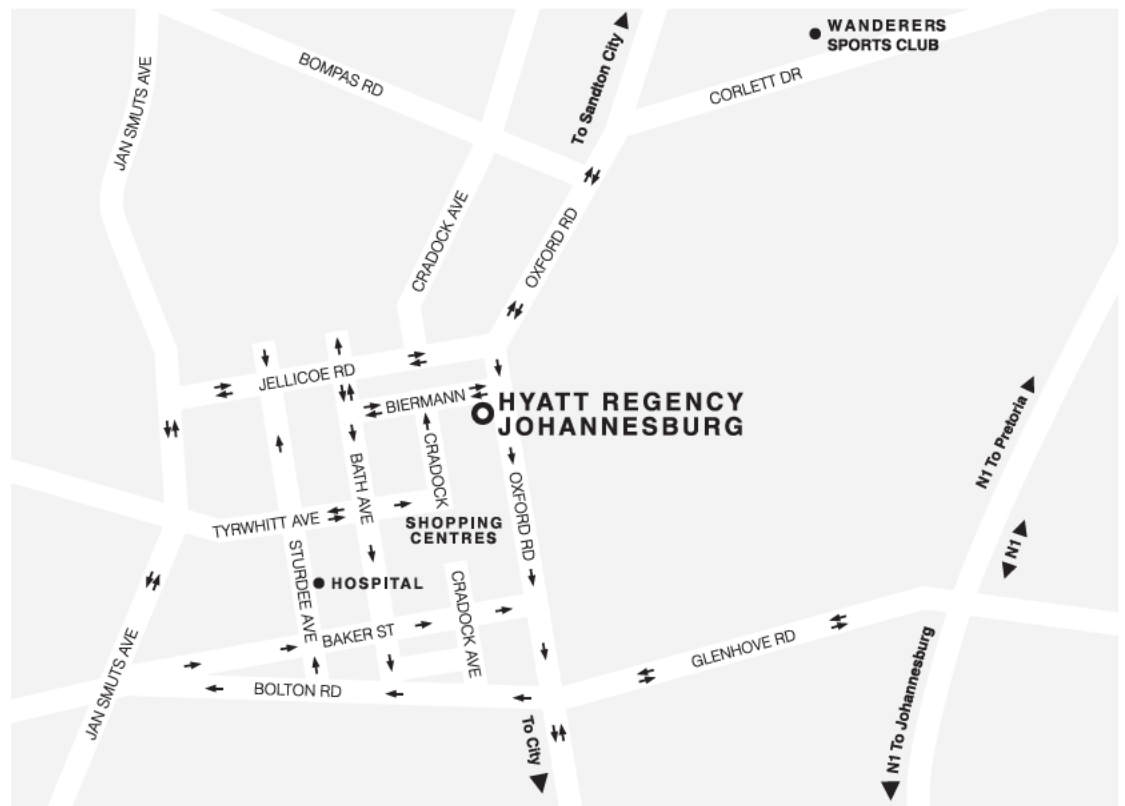 WANDERERS
SPORTS CLUB
BOMPAS RD
To Sandton City
CORLETT DR
JAN SMUTS AVE
CRADOCK AVE
OXFORD RD
JELLICOE RD
BIERMANN
HYATT REGENCY
JOHANNESBURG
N1 To Pretoria
CRADOCK
BATH AVE
OXFORD RD
TYRWHITT AVE
SHOPPING
CENTRES
N1
STURDEE AVE
HOSPITAL
CRADOCK AVE
BAKER ST
GLENHOVE RD
JAN SMUTS AVE
BOLTON RD
To City
N1 To Johannesburg